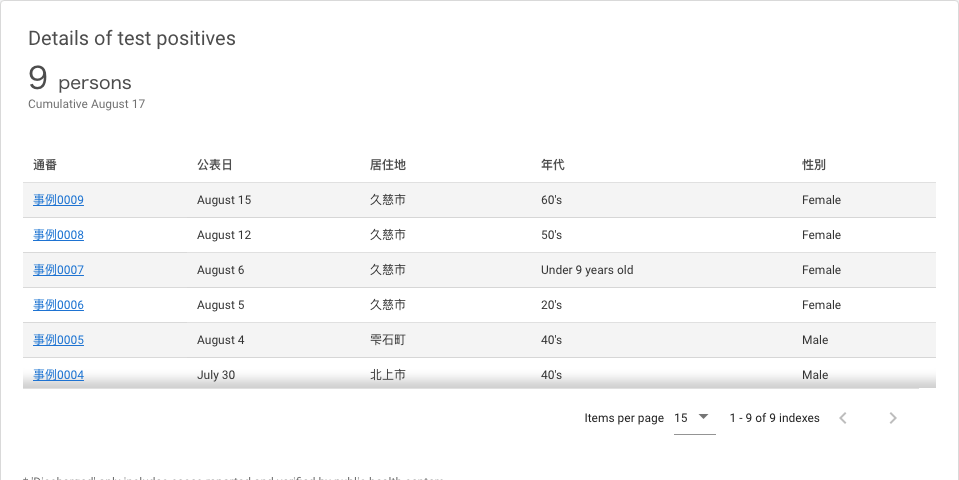 Details of test positives
9 persons
Cumulative August 17
通番 公表日 居住地 年代 性別
事例0009 August 15 久慈市 60's Female
事例0008 August 12 久慈市 50's Female
事例0007 August 6 久慈市 Under 9 years old Female
事例0006 August 5 久慈市 20's Female
事例0005 August 4 雫石町 40's Male
事例0004 July 30 北上市 40's Male
Items per page 15 1 - 9 of 9 indexes